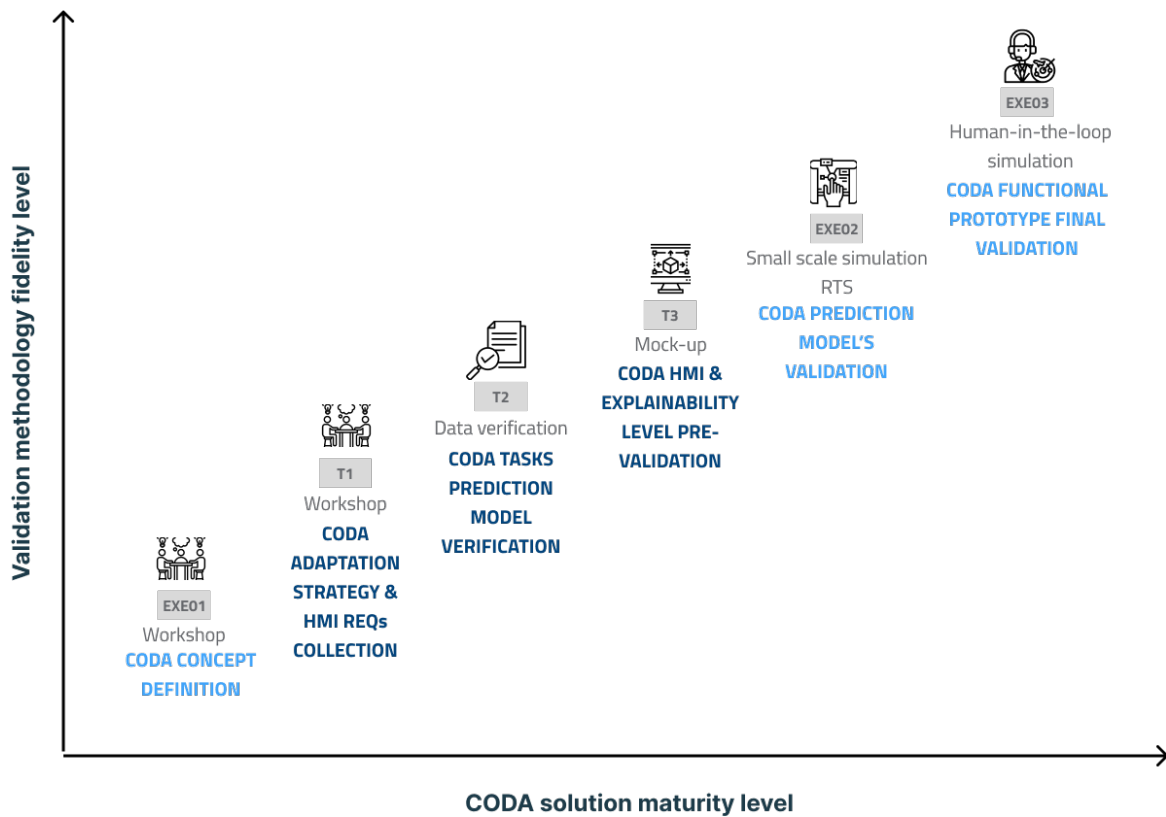 Validation methodology fidelity level
EXE03
Human-in-the-loop
simulation
CODA FUNCTIONAL
PROTOTYPE FINAL
VALIDATION
EXE02
Small scale simulation
RTS
CODA PREDICTION
MODEL'S
VALIDATION
T3
Mock-up
CODA HMI &
EXPLAINABILITY
LEVEL PRE-
VALIDATION
T2
Data verification
CODA TASKS
PREDICTION
MODEL
VERIFICATION
T1
Workshop
CODA
ADAPTATION
STRATEGY &
HMI REQs
COLLECTION
EXE01
Workshop
CODA CONCEPT
DEFINITION
CODA solution maturity level